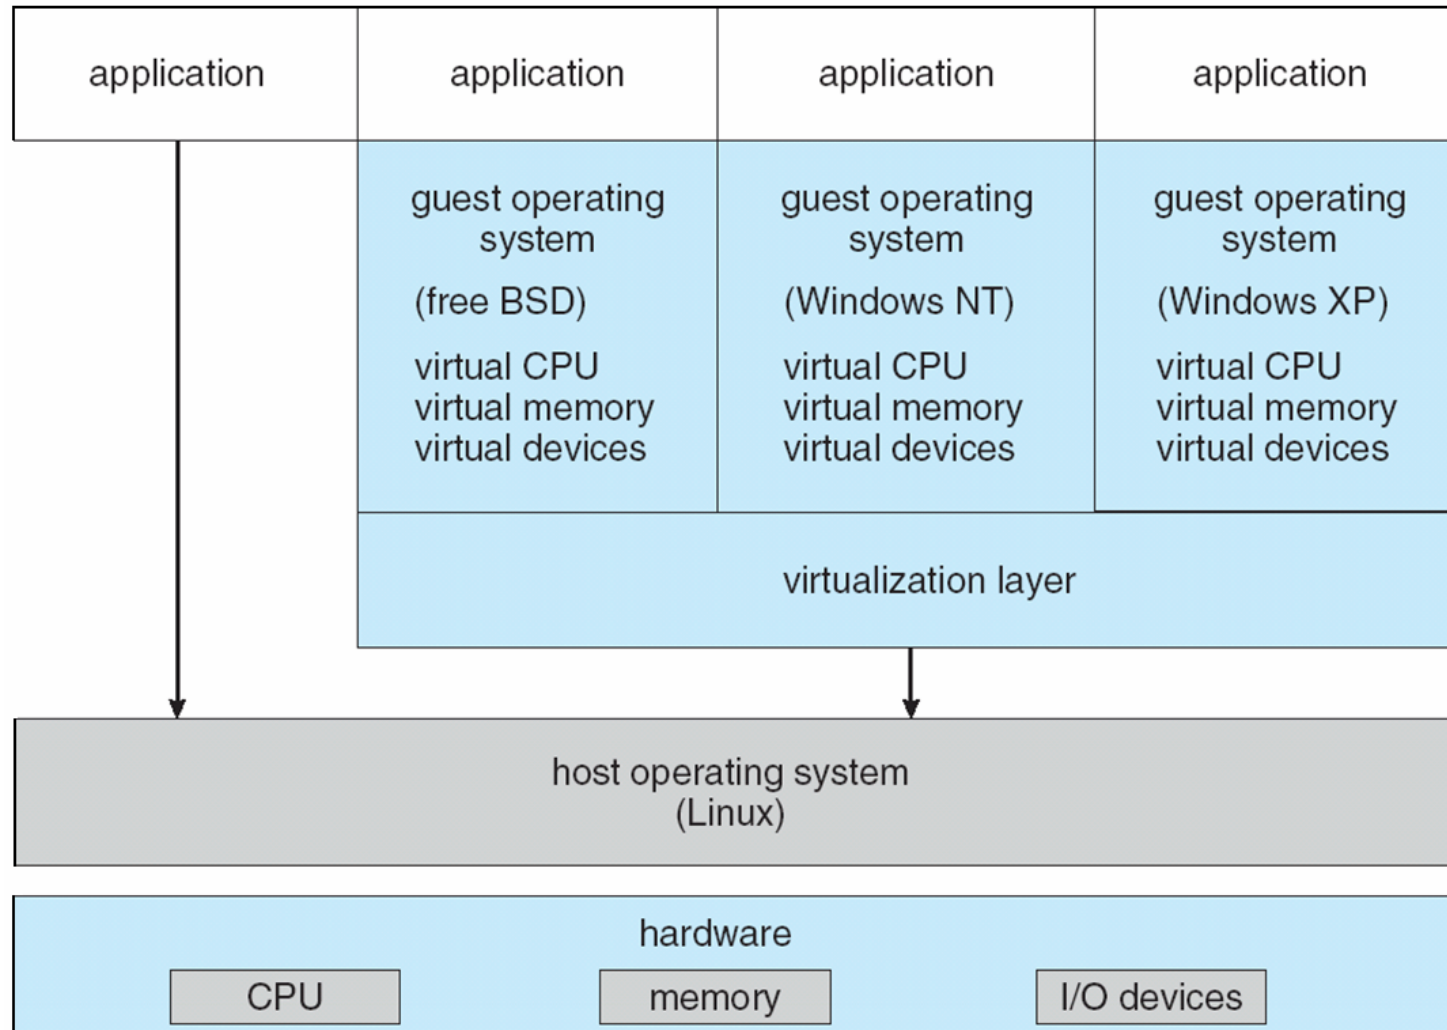 application
application
application
application
guest operating
system
(free BSD)
virtual CPU
virtual memory
virtual devices
guest operating
system
(Windows NT)
virtual CPU
virtual memory
virtual devices
guest operating
system
(Windows XP)
virtual CPU
virtual memory
virtual devices
virtualization layer
host operating system
(Linux)
hardware
CPU
memory
I/O devices